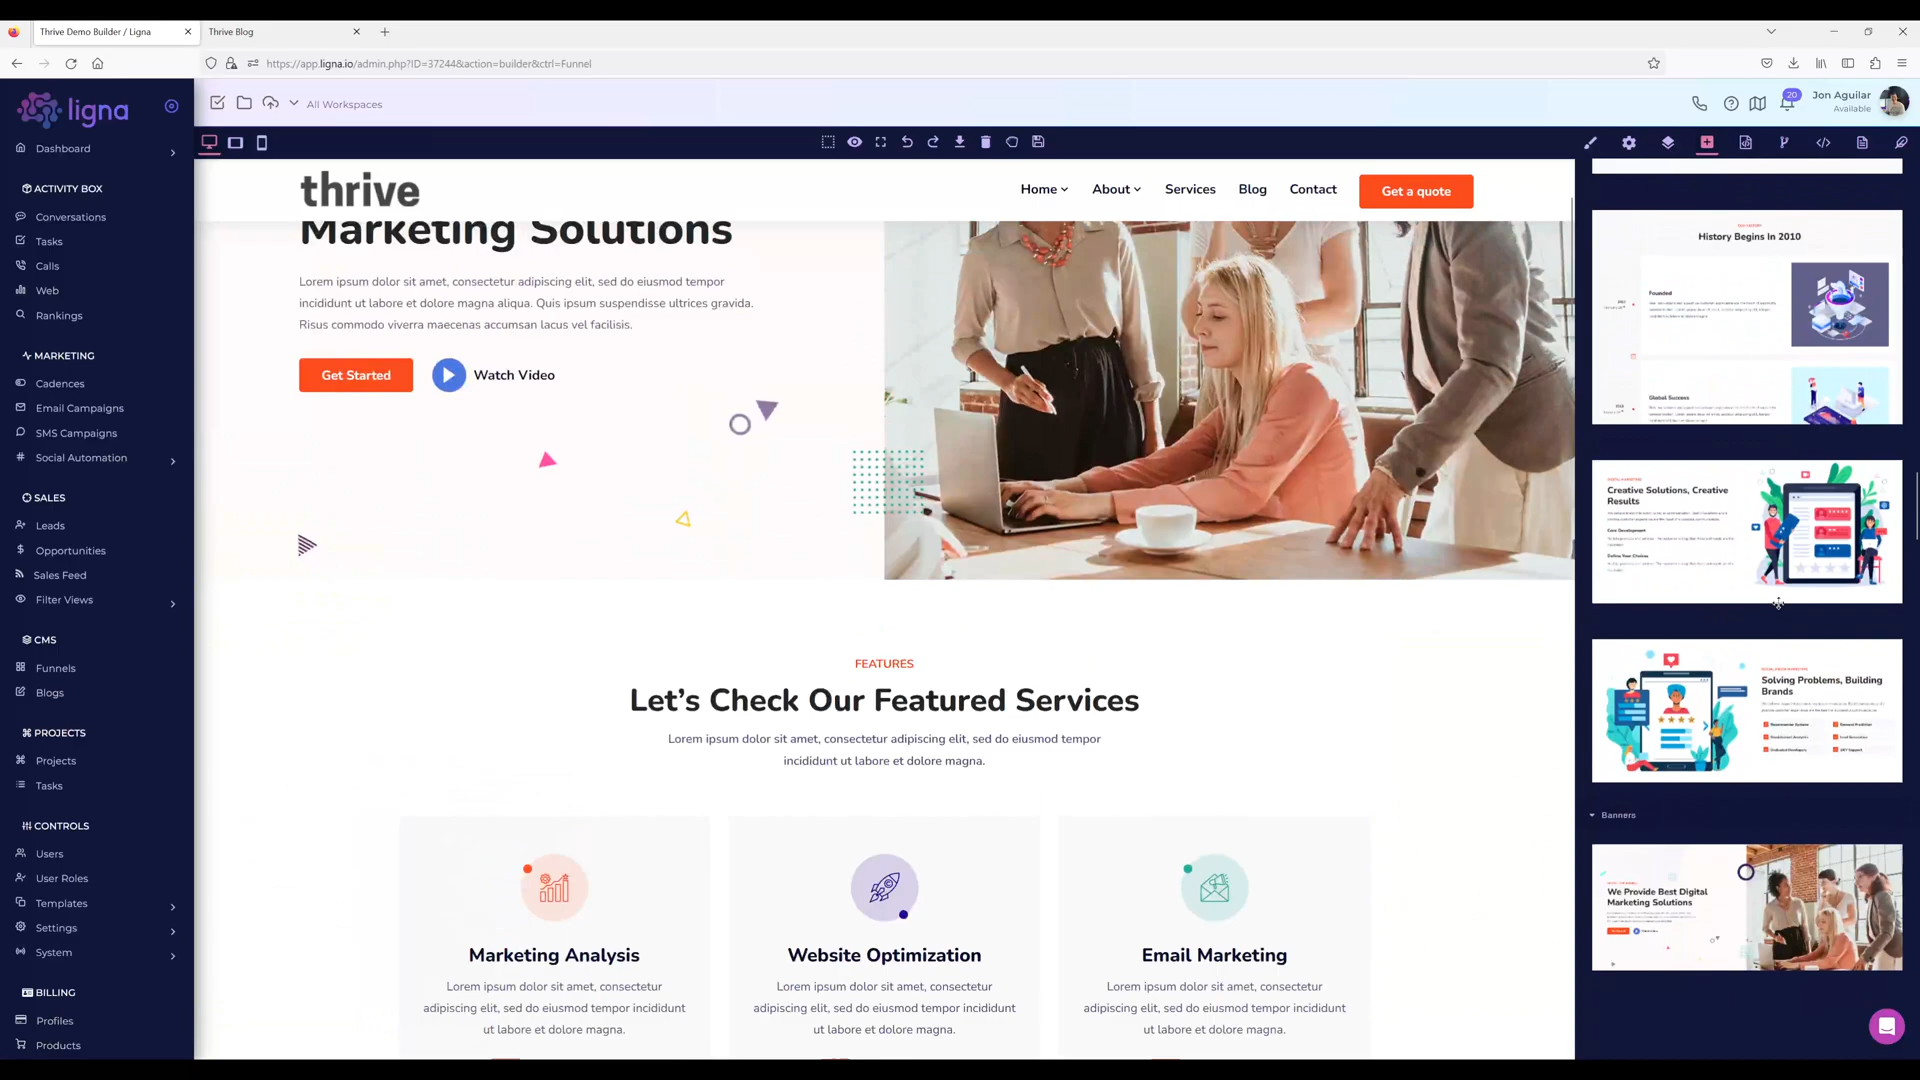 Thrive Demo Builder / Ligna
Thrive Blog
https://app.ligna.io/admin.php?ID=37244&action=builder&ctrl=Funnel
ligna
All Workspaces
20
Jon Aguilar
Available
Dashboard
ACTIVITY BOX
Conversations
Tasks
Calls
Web
Rankings
MARKETING
Cadences
Email Campaigns
SMS Campaigns
Social Automation
SALES
Leads
Opportunities
Sales Feed
Filter Views
CMS
Funnels
Blogs
PROJECTS
Projects
Tasks
CONTROLS
Users
User Roles
Templates
Settings
System
BILLING
Profiles
Products
thrive
Home
About
Services
Blog
Contact
Get a quote
Marketing Solutions
Lorem ipsum dolor sit amet, consectetur adipiscing elit, sed do eiusmod tempor
incididunt ut labore et dolore magna aliqua. Quis ipsum suspendisse ultrices gravida.
Risus commodo viverra maecenas accumsan lacus vel facilisis.
Get Started
Watch Video
FEATURES
Let's Check Our Featured Services
Lorem ipsum dolor sit amet, consectetur adipiscing elit, sed do eiusmod tempor
incididunt ut labore et dolore magna.
Marketing Analysis
Lorem ipsum dolor sit amet, consectetur
adipiscing elit, sed do eiusmod tempor incididunt
ut labore et dolore magna.
Website Optimization
Lorem ipsum dolor sit amet, consectetur
adipiscing elit, sed do eiusmod tempor incididunt
ut labore et dolore magna.
Email Marketing
Lorem ipsum dolor sit amet, consectetur
adipiscing elit, sed do eiusmod tempor incididunt
ut labore et dolore magna.
History Begins In 2010
Founded
Global Success
Creative Solutions, Creative
Results
Core Development
Define Your Choices
Solving Problems, Building
Brands
Banners
We Provide Best Digital
Marketing Solutions